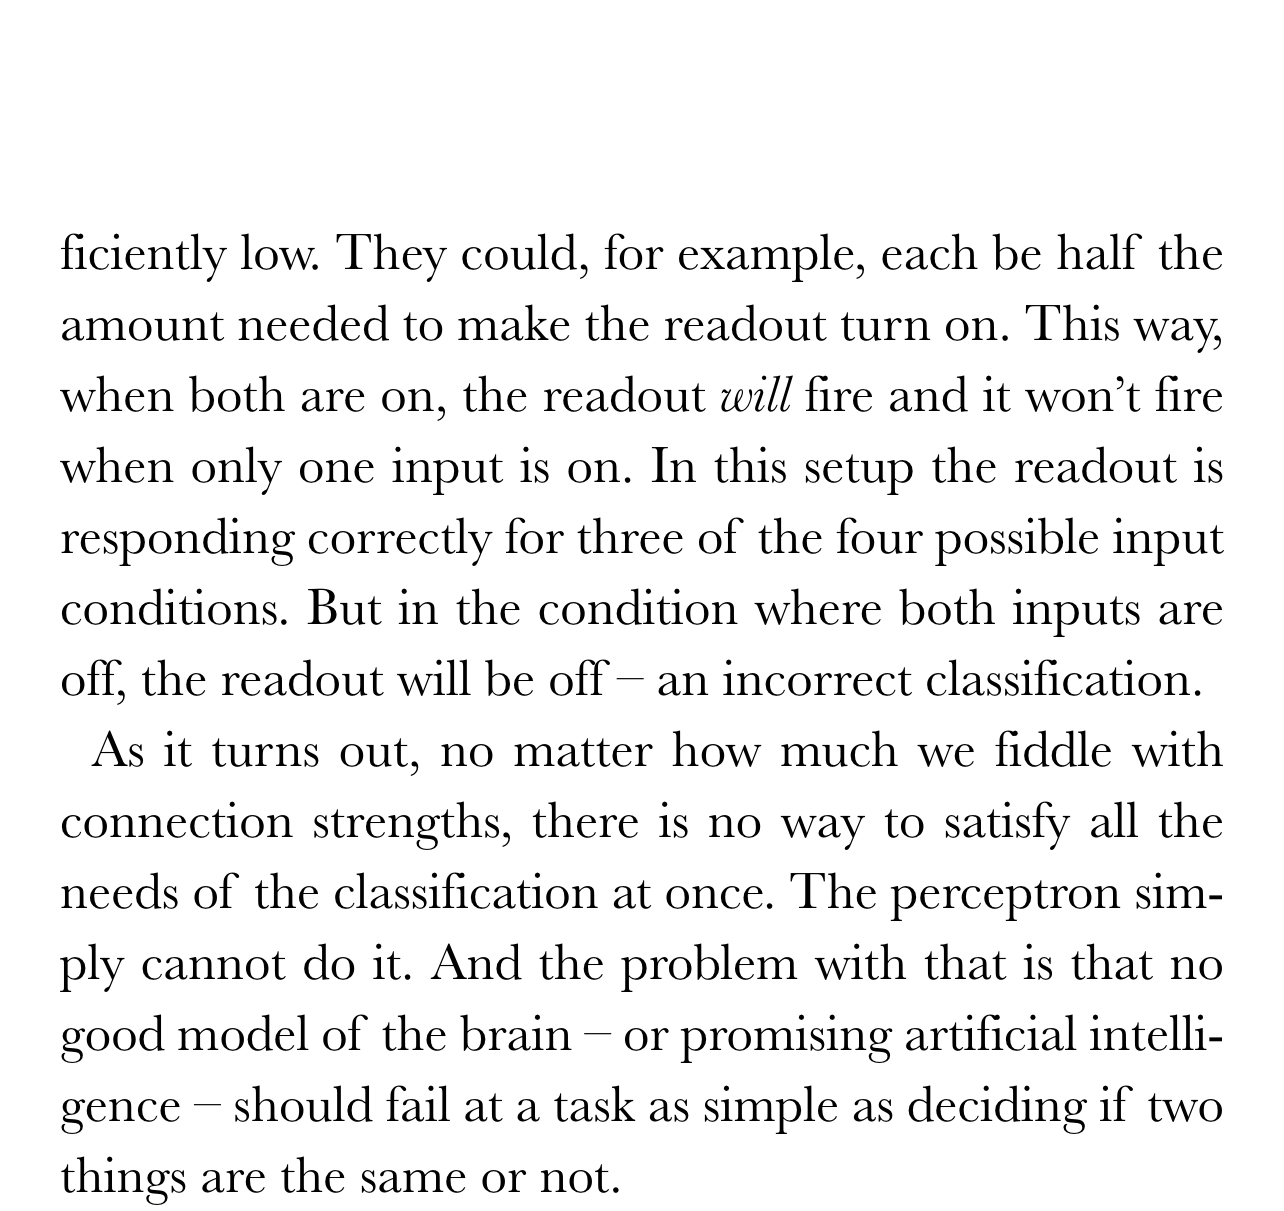 ficiently low. They could, for example, each be half the
amount needed to make the readout turn on. This way,
when both are on, the readout will fire and it won’t fire
when only one input is on. In this setup the readout is
responding correctly for three of the four possible input
conditions. But in the condition where both inputs are
off, the readout will be off – an incorrect classification.
As it turns out, no matter how much we fiddle with
connection strengths, there is no way to satisfy all the
needs of the classification at once. The perceptron sim-
ply cannot do it. And the problem with that is that no
good model of the brain – or promising artificial intelli-
gence – should fail at a task as simple as deciding if two
things are the same or not.